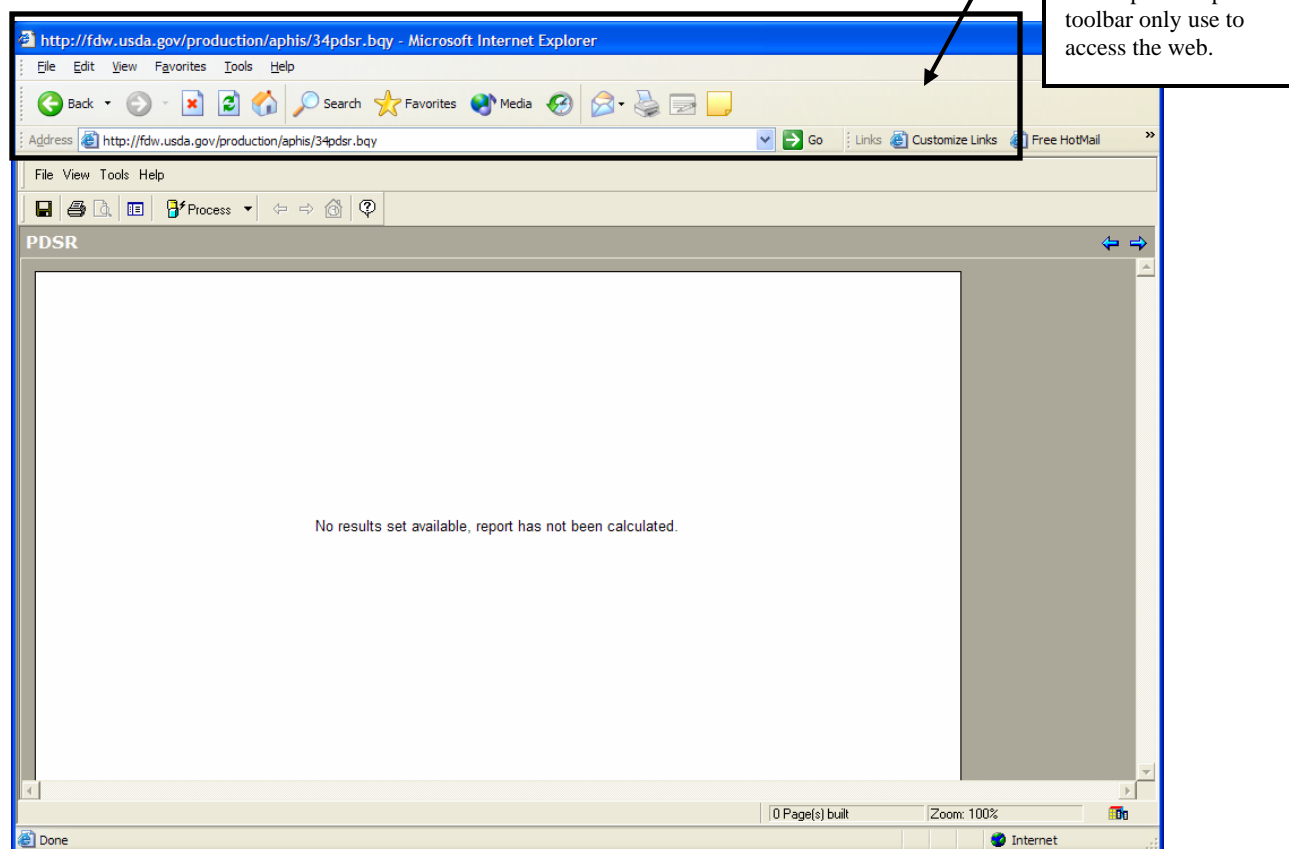 toolbar only use to
access the web.
http://fdw.usda.gov/production/aphis/34pdsr.bqy - Microsoft Internet Explorer
File Edit View Favorites Tools Help
Back Search Favorites Media
Address http://fdw.usda.gov/production/aphis/34pdsr.bqy Go Links Customize Links Free HotMail »
File View Tools Help
Process
PDSR
No results set available, report has not been calculated.
0 Page(s) built Zoom: 100%
Done Internet